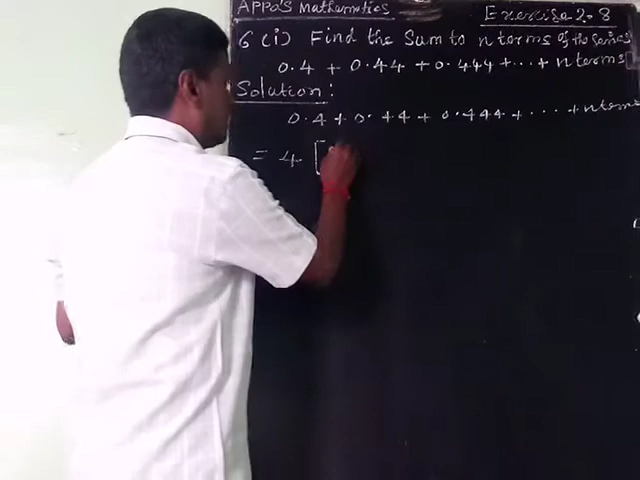 APPA'S Mathematics
Exercise 2.8
6 (i) Find the Sum to n terms of the Series
0.4 + 0.44 + 0.444 + ... + n terms
Solution :
0.4 + 0.44 + 0.444 + ... + n terms
= 4 [